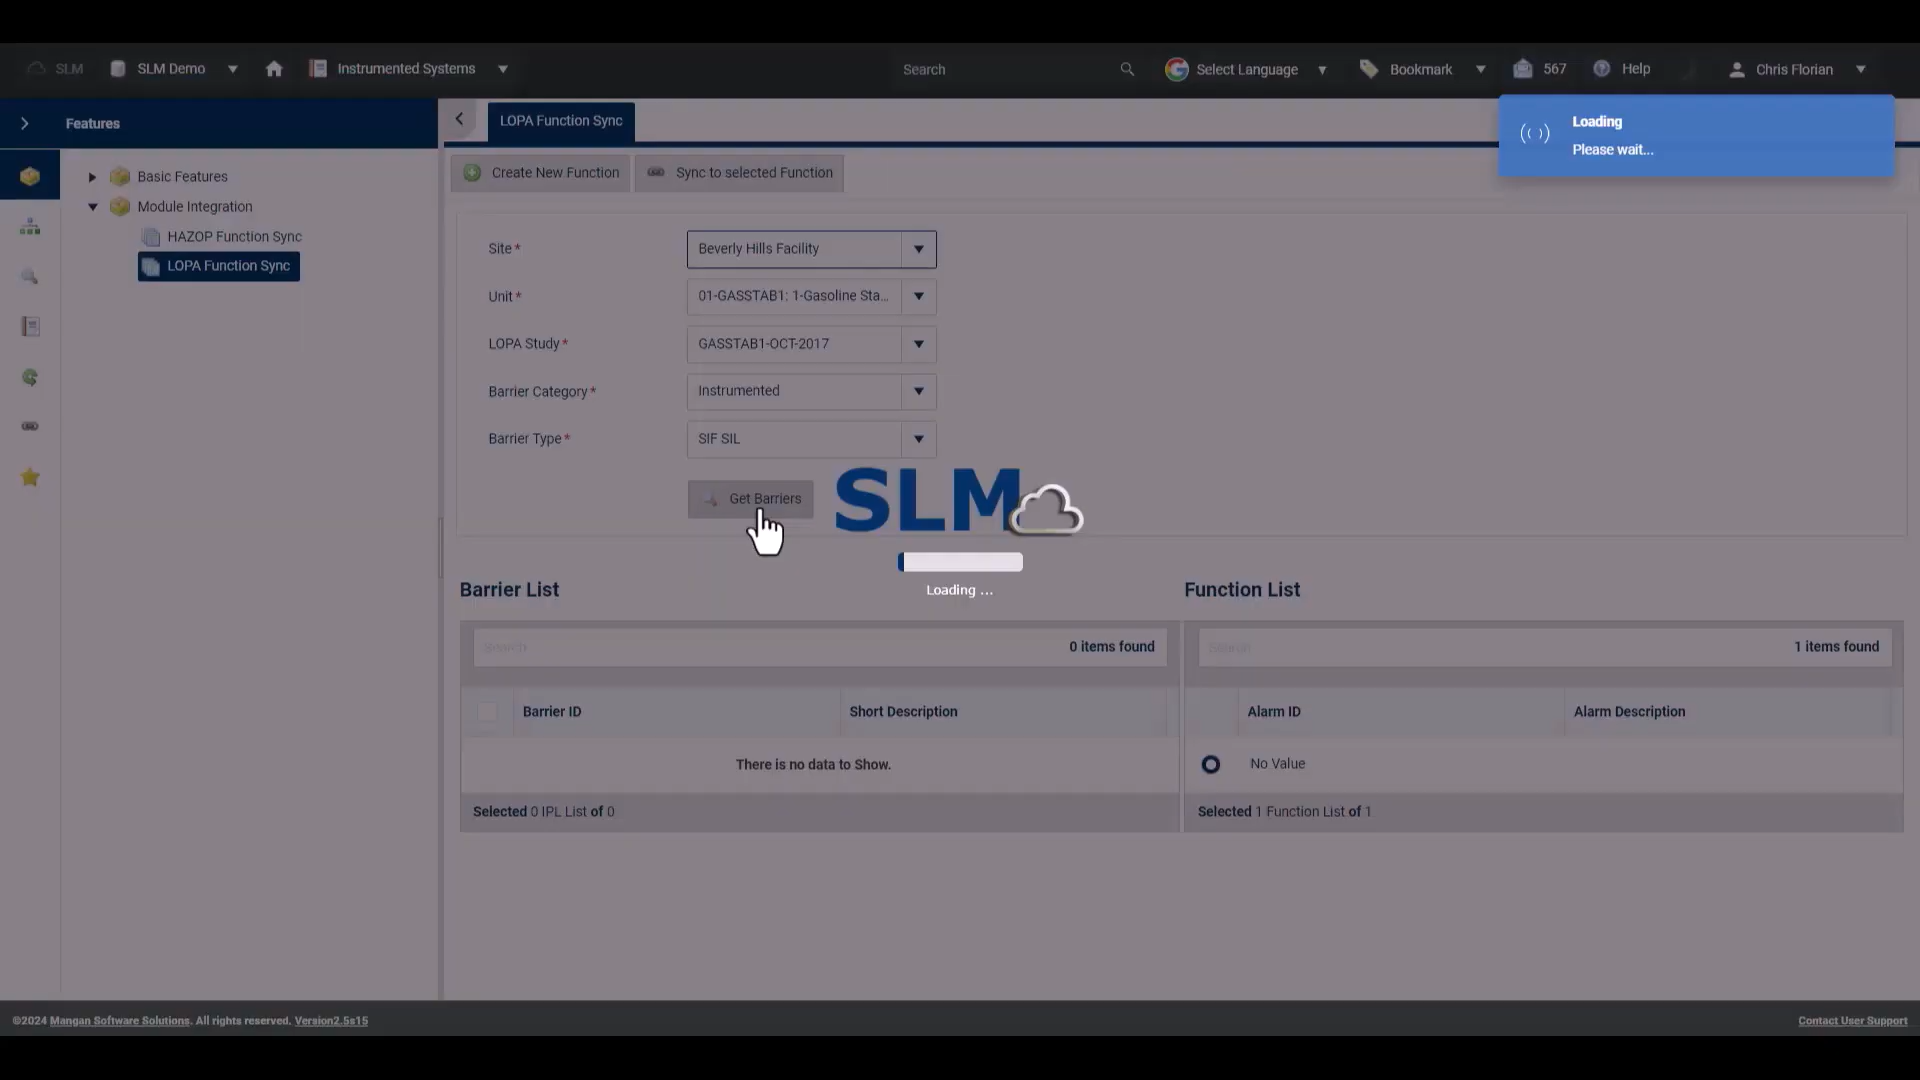 SLM
SLM Demo
Instrumented Systems
Search
Select Language
Bookmark
567
Help
Chris Florian
Features
LOPA Function Sync
Loading
Please wait...
Basic Features
Module Integration
HAZOP Function Sync
LOPA Function Sync
Create New Function
Sync to selected Function
Site*
Beverly Hills Facility
Unit*
01-GASSTAB1: 1-Gasoline Sta...
LOPA Study*
GASSTAB1-OCT-2017
Barrier Category*
Instrumented
Barrier Type*
SIF SIL
Get Barriers
SLM
Loading ...
Barrier List
Search
0 items found
Barrier ID
Short Description
There is no data to Show.
Selected 0 IPL List of 0
Function List
Search
1 items found
Alarm ID
Alarm Description
No Value
Selected 1 Function List of 1
©2024 Mangan Software Solutions. All rights reserved. Version2.5s15
Contact User Support